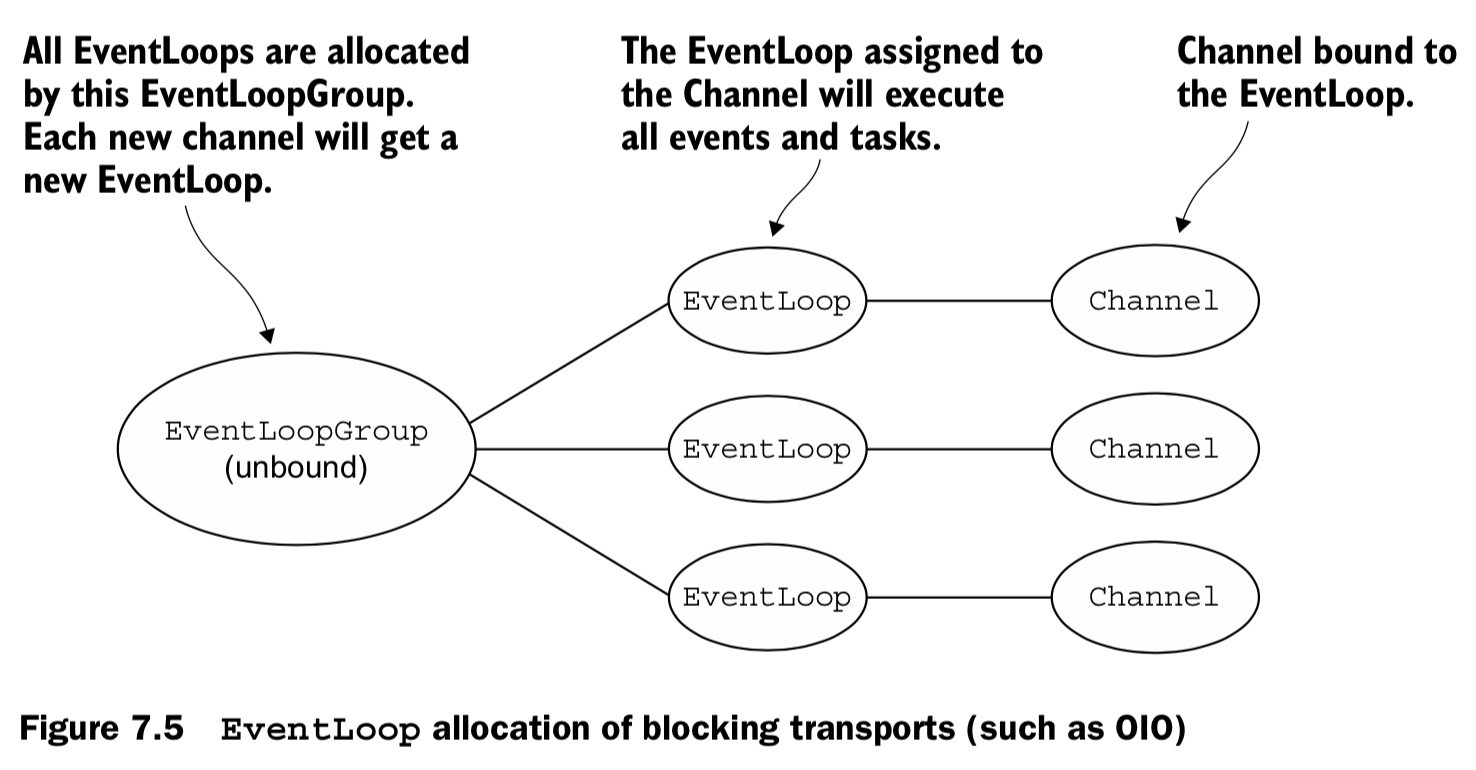 All EventLoops are allocated
by this EventLoopGroup.
Each new channel will get a
new EventLoop.
The EventLoop assigned to
the Channel will execute
all events and tasks.
Channel bound to
the EventLoop.
EventLoopGroup
(unbound)
EventLoop
Channel
EventLoop
Channel
EventLoop
Channel
Figure 7.5 EventLoop allocation of blocking transports (such as OIO)